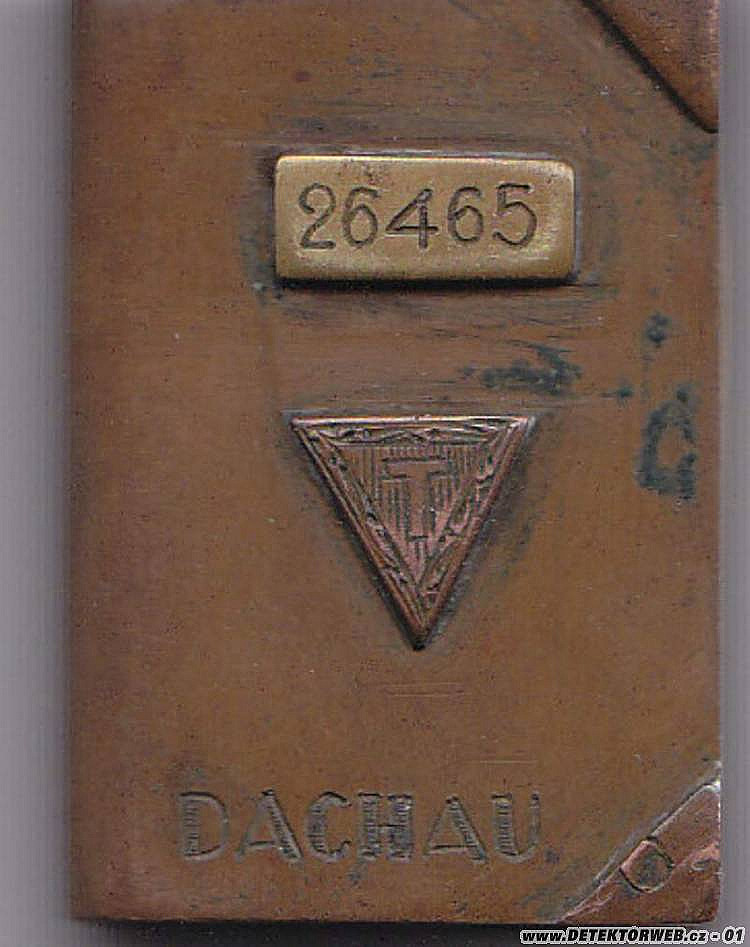 26465
T
DACHAU
www.DETEKTORWEB.cz - 01